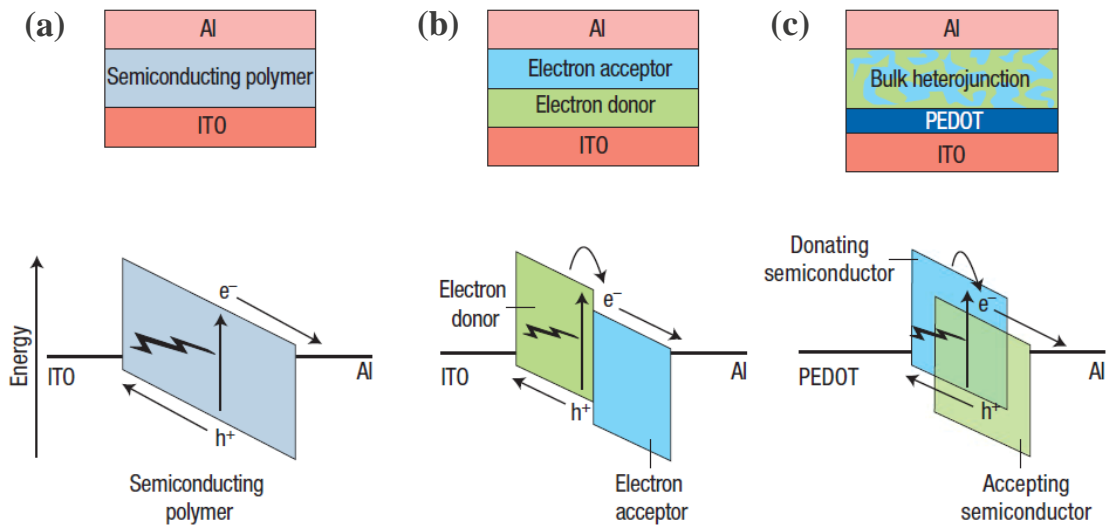 (a)
Al
Semiconducting polymer
ITO
(b)
Al
Electron acceptor
Electron donor
ITO
(c)
Al
Bulk heterojunction
PEDOT
ITO
Energy
ITO
e⁻
h⁺
Al
Semiconducting
polymer
Electron
donor
ITO
e⁻
h⁺
Al
Electron
acceptor
Donating
semiconductor
PEDOT
e⁻
h⁺
Al
Accepting
semiconductor